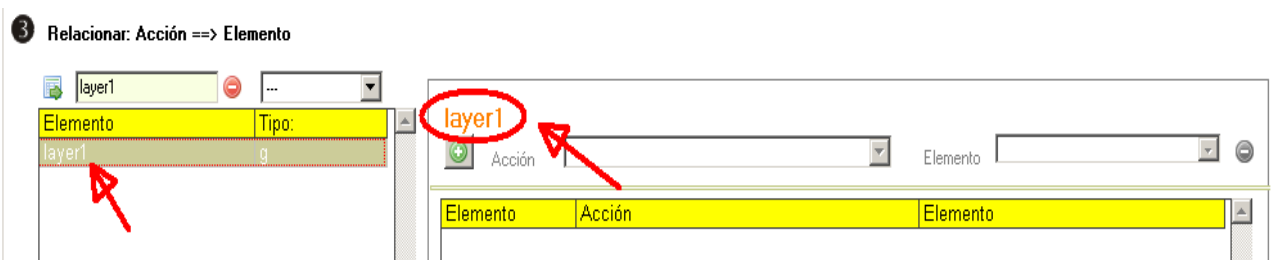 3 Relacionar: Acción ==> Elemento
layer1 ---
Elemento Tipo:
layer1 g
layer1
Acción Elemento
Elemento Acción Elemento